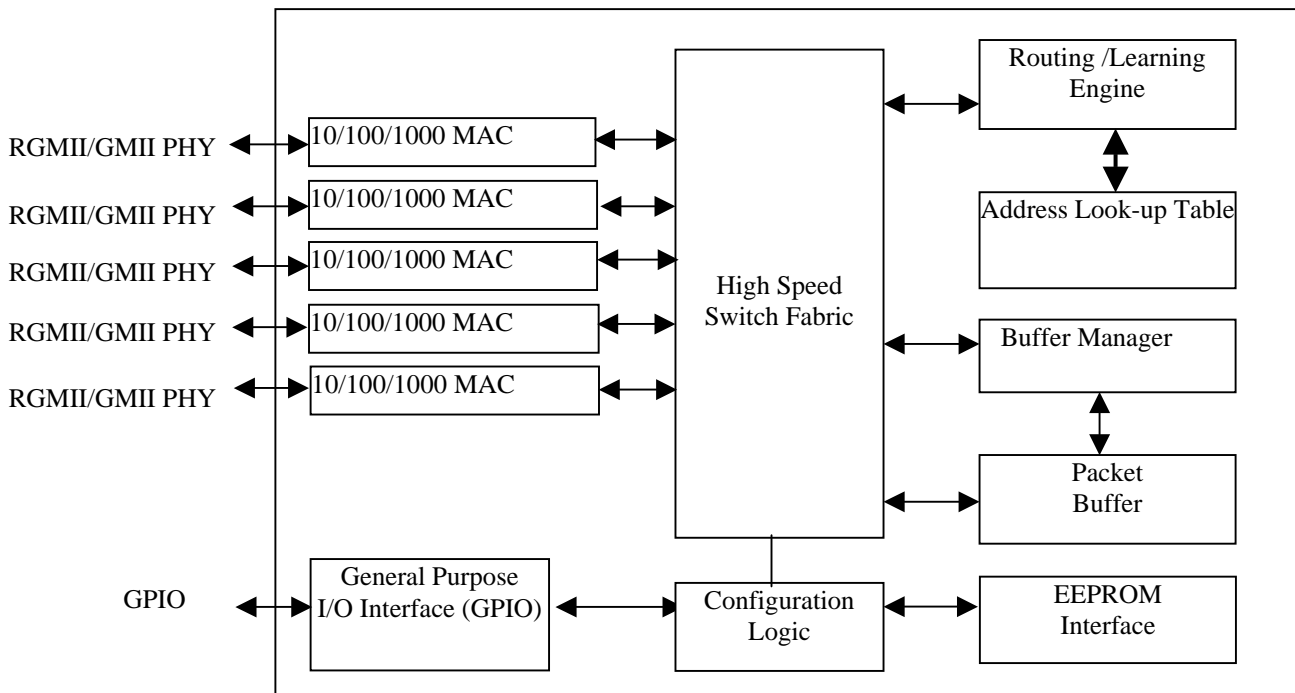 Routing /Learning
Engine
RGMII/GMII PHY
10/100/1000 MAC
RGMII/GMII PHY
10/100/1000 MAC
Address Look-up Table
RGMII/GMII PHY
10/100/1000 MAC
High Speed
Switch Fabric
RGMII/GMII PHY
10/100/1000 MAC
Buffer Manager
RGMII/GMII PHY
10/100/1000 MAC
Packet
Buffer
GPIO
General Purpose
I/O Interface (GPIO)
Configuration
Logic
EEPROM
Interface